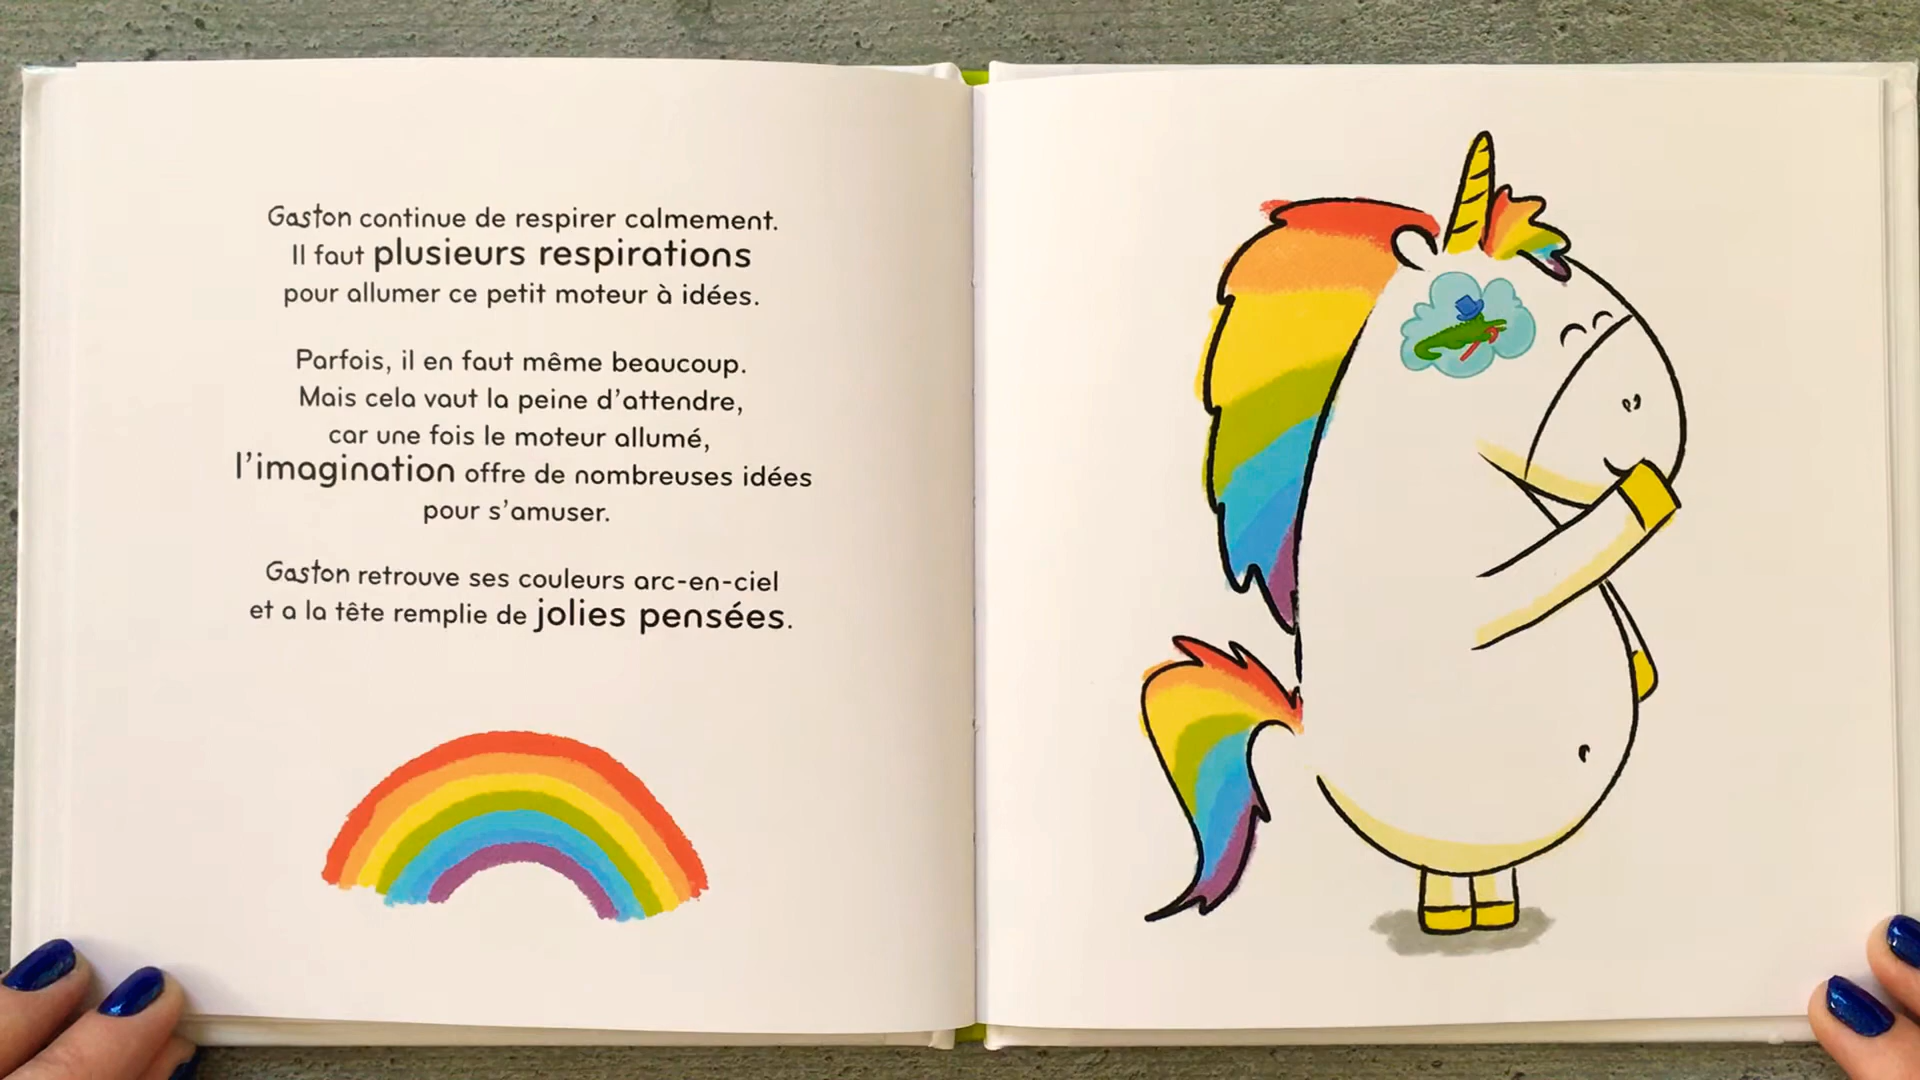 Gaston continue de respirer calmement.
Il faut plusieurs respirations
pour allumer ce petit moteur à idées.
Parfois, il en faut même beaucoup.
Mais cela vaut la peine d'attendre,
car une fois le moteur allumé,
l'imagination offre de nombreuses idées
pour s'amuser.
Gaston retrouve ses couleurs arc-en-ciel
et a la tête remplie de jolies pensées.